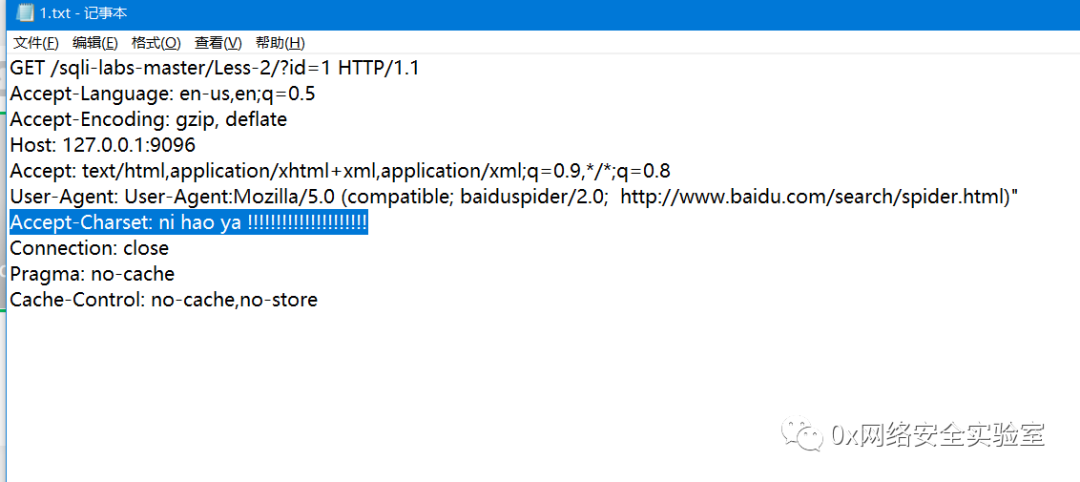 1.txt - 记事本
文件(F) 编辑(E) 格式(O) 查看(V) 帮助(H)
GET /sqli-labs-master/Less-2/?id=1 HTTP/1.1
Accept-Language: en-us,en;q=0.5
Accept-Encoding: gzip, deflate
Host: 127.0.0.1:9096
Accept: text/html,application/xhtml+xml,application/xml;q=0.9,*/*;q=0.8
User-Agent: User-Agent:Mozilla/5.0 (compatible; baiduspider/2.0;  http://www.baidu.com/search/spider.html)"
Accept-Charset: ni hao ya !!!!!!!!!!!!!!!!!!!!!
Connection: close
Pragma: no-cache
Cache-Control: no-cache,no-store
0x网络安全实验室